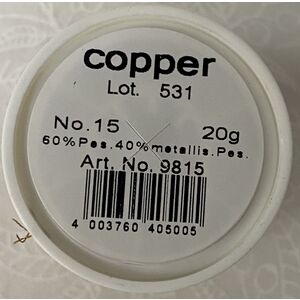 copper
Lot. 531
No.15 20g
60%Pes.40%metallis.Pes.
Art. No. 9815
4 003760 405005